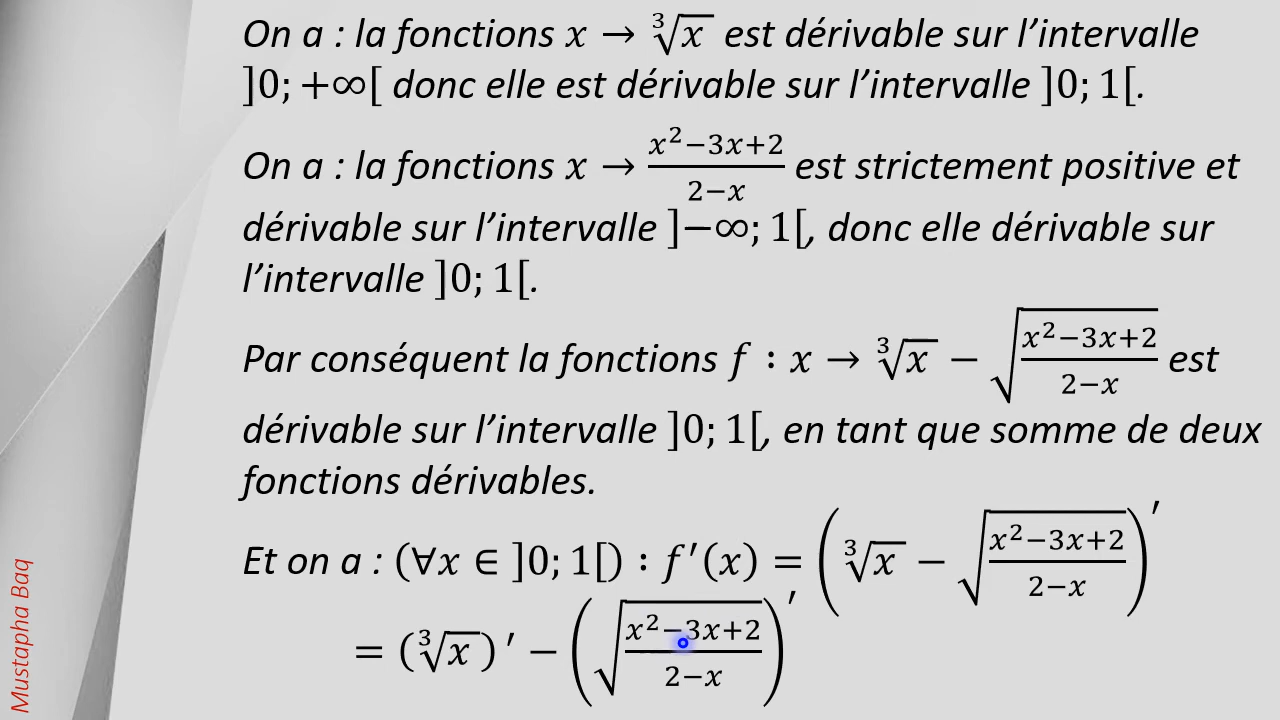 On a : la fonctions x → ∛x est dérivable sur l’intervalle
]0; +∞[ donc elle est dérivable sur l’intervalle ]0; 1[.
On a : la fonctions x → (x²−3x+2)/(2−x) est strictement positive et
dérivable sur l’intervalle ]−∞; 1[, donc elle dérivable sur
l’intervalle ]0; 1[.
Par conséquent la fonctions f : x → ∛x − √((x²−3x+2)/(2−x)) est
dérivable sur l’intervalle ]0; 1[, en tant que somme de deux
fonctions dérivables.
Et on a : (∀x ∈ ]0; 1[) : f′(x) = (∛x − √((x²−3x+2)/(2−x)))′
= (∛x)′ − (√((x²−3x+2)/(2−x)))′
Mustapha Baq